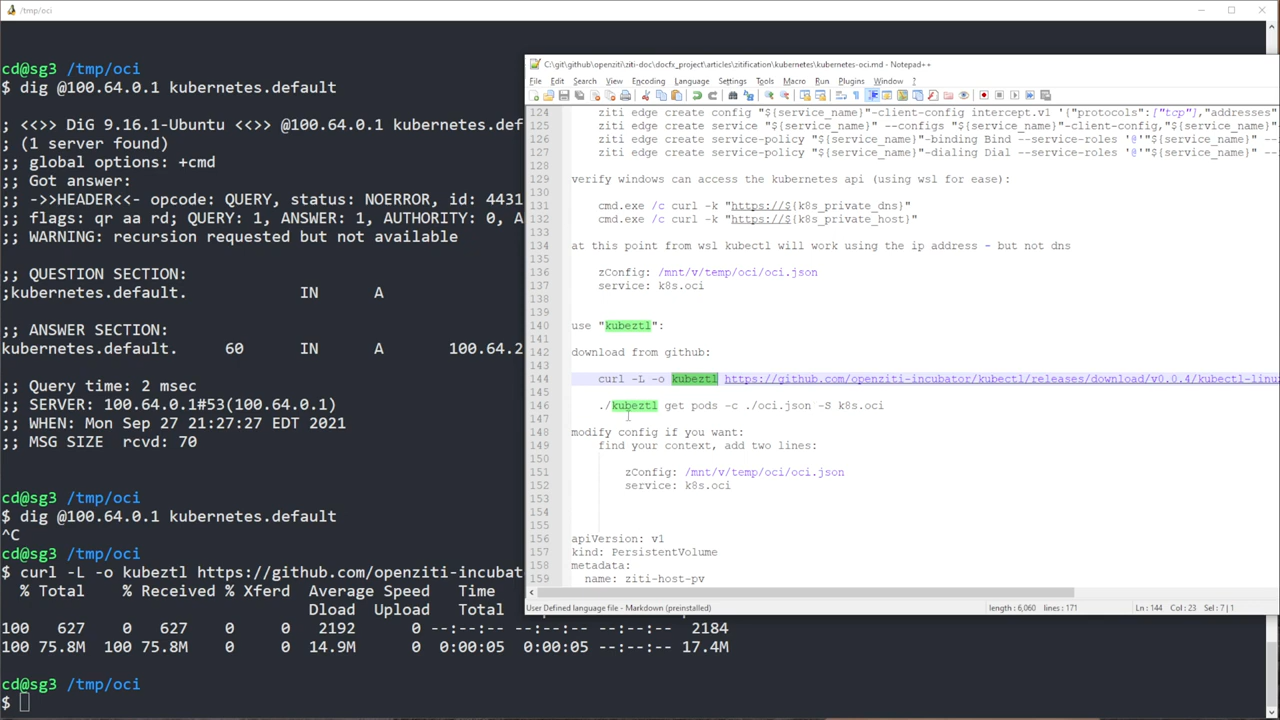 /tmp/oci
cd@sg3 /tmp/oci
$ dig @100.64.0.1 kubernetes.default
; <<>> DiG 9.16.1-Ubuntu <<>> @100.64.0.1 kubernetes.def
; (1 server found)
;; global options: +cmd
;; Got answer:
;; ->>HEADER<<- opcode: QUERY, status: NOERROR, id: 4431
;; flags: qr aa rd; QUERY: 1, ANSWER: 1, AUTHORITY: 0, A
;; WARNING: recursion requested but not available
;; QUESTION SECTION:
;kubernetes.default. IN A
;; ANSWER SECTION:
kubernetes.default. 60 IN A 100.64.2
;; Query time: 2 msec
;; SERVER: 100.64.0.1#53(100.64.0.1)
;; WHEN: Mon Sep 27 21:27:27 EDT 2021
;; MSG SIZE rcvd: 70
cd@sg3 /tmp/oci
$ dig @100.64.0.1 kubernetes.default
^C
cd@sg3 /tmp/oci
$ curl -L -o kubeztl https://github.com/openziti-incubat
% Total % Received % Xferd Average Speed Time
Dload Upload Total
100 627 0 627 0 0 2192 0 --:--:-- --:--:-- --:--:-- 2184
100 75.8M 100 75.8M 0 0 14.9M 0 0:00:05 0:00:05 --:--:-- 17.4M
cd@sg3 /tmp/oci
$
C:\git\github\openziti\ziti-doc\docfx_project\articles\zitification\kubernetes\kubernetes-oci.md - Notepad++
File Edit Search View Encoding Language Settings Tools Macro Run Plugins Window ?
124 ziti edge create config "${service_name}"-client-config intercept.v1 '{"protocols":["tcp"],"addresses"
125 ziti edge create service "${service_name}" --configs "${service_name}"-client-config,"${service_name}"
126 ziti edge create service-policy "${service_name}"-binding Bind --service-roles '@'"${service_name}" --
127 ziti edge create service-policy "${service_name}"-dialing Dial --service-roles '@'"${service_name}" --
128
129 verify windows can access the kubernetes api (using wsl for ease):
130
131 cmd.exe /c curl -k "https://${k8s_private_dns}"
132 cmd.exe /c curl -k "https://${k8s_private_host}"
133
134 at this point from wsl kubectl will work using the ip address - but not dns
135
136 zConfig: /mnt/v/temp/oci/oci.json
137 service: k8s.oci
138
139
140 use "kubeztl":
141
142 download from github:
143
144 curl -L -o kubeztl https://github.com/openziti-incubator/kubectl/releases/download/v0.0.4/kubectl-linu
145
146 ./kubeztl get pods -c ./oci.json -S k8s.oci
147
148 modify config if you want:
149 find your context, add two lines:
150
151 zConfig: /mnt/v/temp/oci/oci.json
152 service: k8s.oci
153
154
155
156 apiVersion: v1
157 kind: PersistentVolume
158 metadata:
159 name: ziti-host-pv
User Defined language file - Markdown (preinstalled) length : 6,060 lines : 171 Ln : 144 Col : 23 Sel : 7 | 1